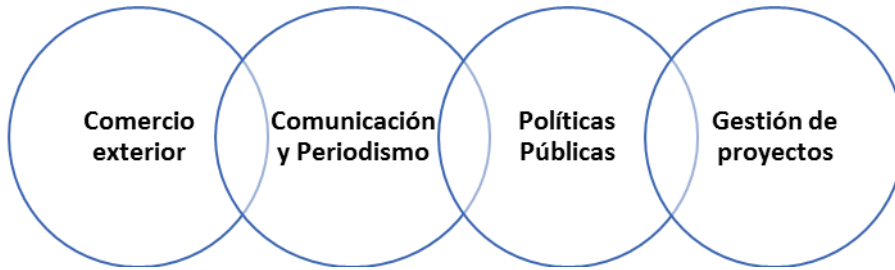 Comercio
exterior
Comunicación
y Periodismo
Políticas
Públicas
Gestión de
proyectos